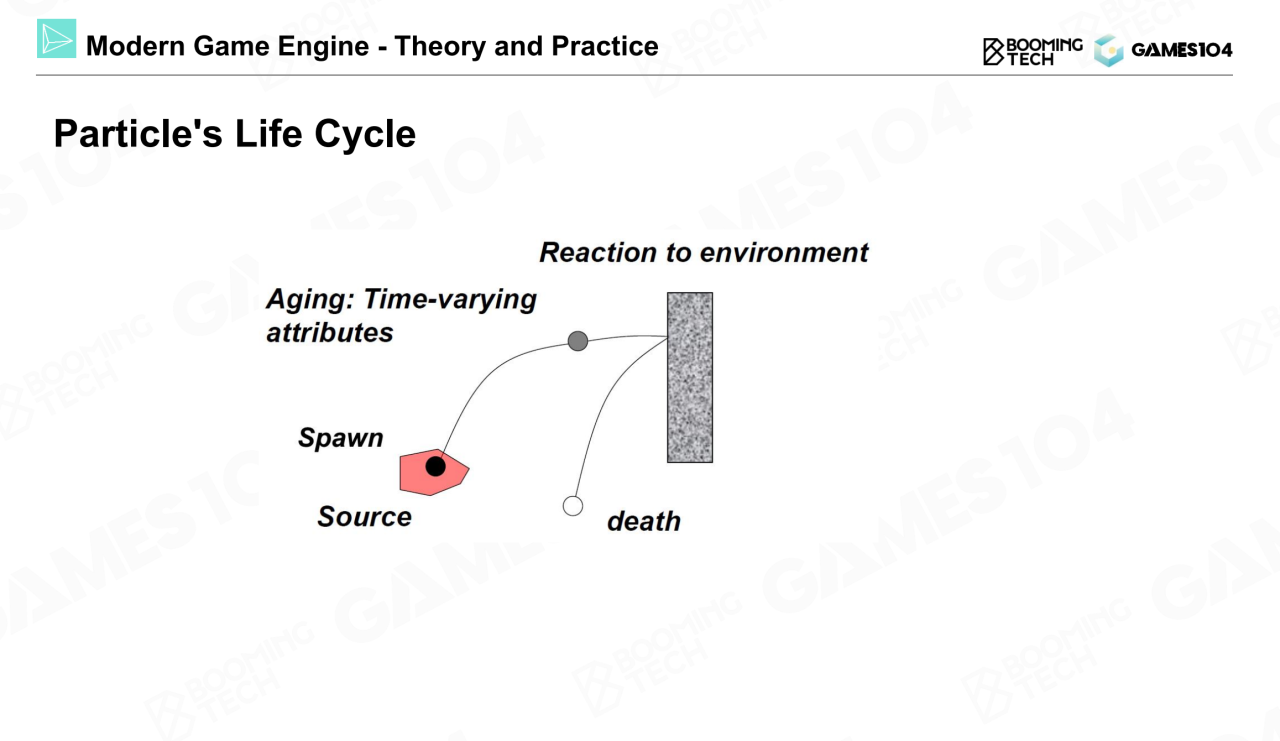 Modern Game Engine - Theory and Practice
BOOMING
TECH
GAMES104
Particle's Life Cycle
Reaction to environment
Aging: Time-varying
attributes
Spawn
Source
death